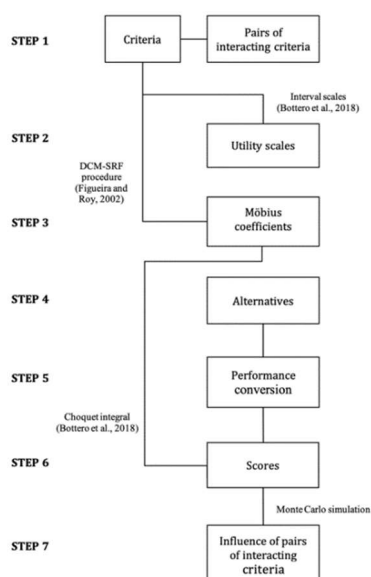 STEP 1
Criteria
Pairs of
interacting criteria
Interval scales
(Bottero et al., 2018)
STEP 2
Utility scales
DCM-SRF
procedure
(Figueira and
Roy, 2002)
STEP 3
Möbius
coefficients
STEP 4
Alternatives
STEP 5
Performance
conversion
Choquet integral
(Bottero et al., 2018)
STEP 6
Scores
Monte Carlo simulation
STEP 7
Influence of pairs
of interacting
criteria